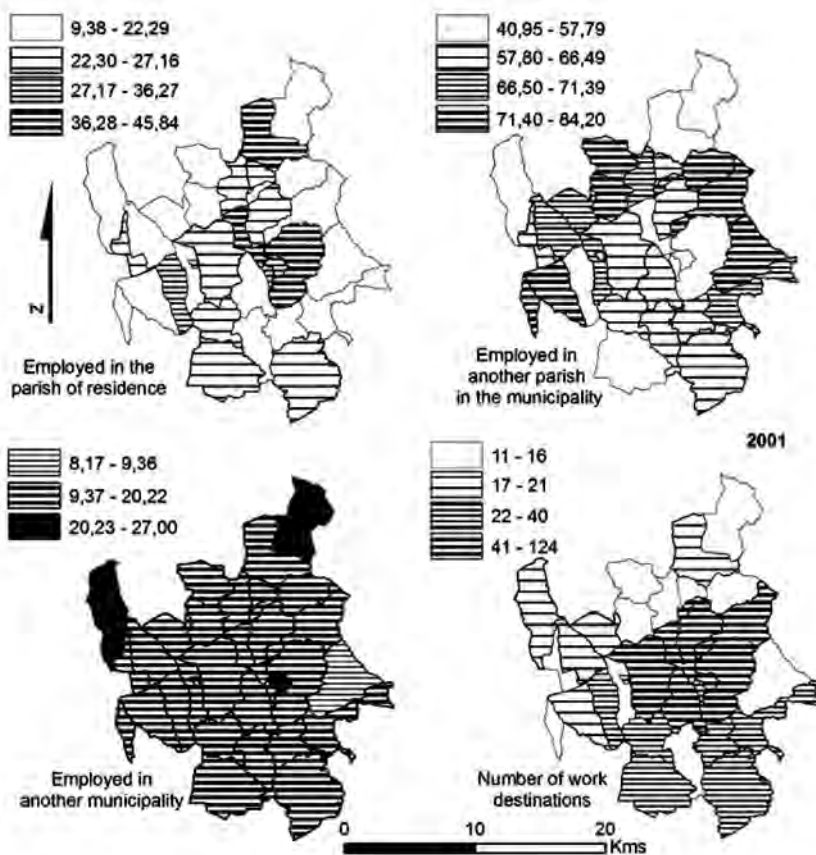 9,38 - 22,29
22,30 - 27,16
27,17 - 36,27
36,28 - 45,84
Z
Employed in the
parish of residence
40,95 - 57,79
57,80 - 66,49
66,50 - 71,39
71,40 - 84,20
Employed in
another parish
in the municipality
8,17 - 9,36
9,37 - 20,22
20,23 - 27,00
Employed in
another municipality
2001
11 - 16
17 - 21
22 - 40
41 - 124
Number of work
destinations
0 10 20
Kms